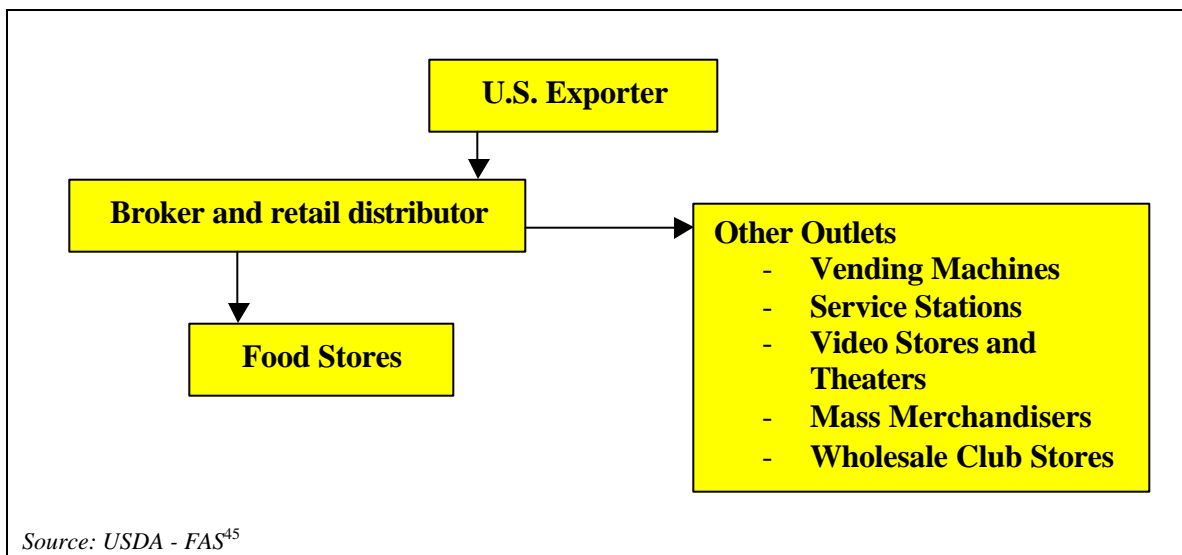 U.S. Exporter
Broker and retail distributor
Other Outlets
- Vending Machines
- Service Stations
- Video Stores and
Theaters
- Mass Merchandisers
- Wholesale Club Stores
Food Stores
Source: USDA - FAS45